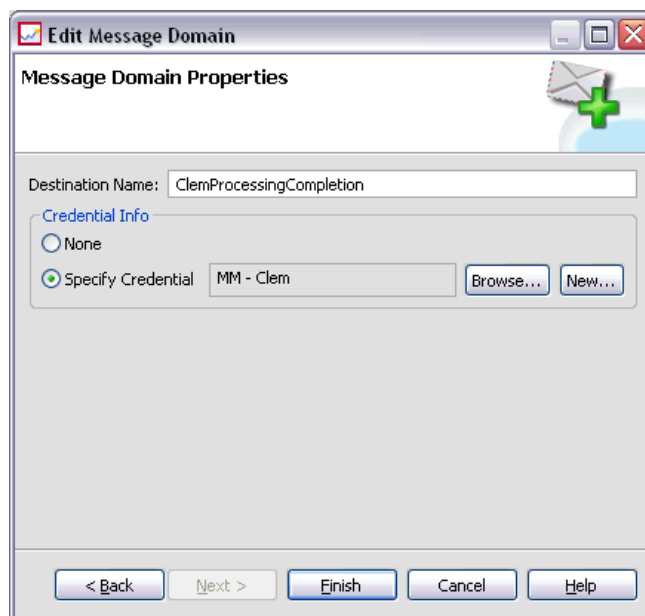 Edit Message Domain
Message Domain Properties
Destination Name: ClemProcessingCompletion
Credential Info
None
Specify Credential MM - Clem Browse... New...
< Back Next > Finish Cancel Help